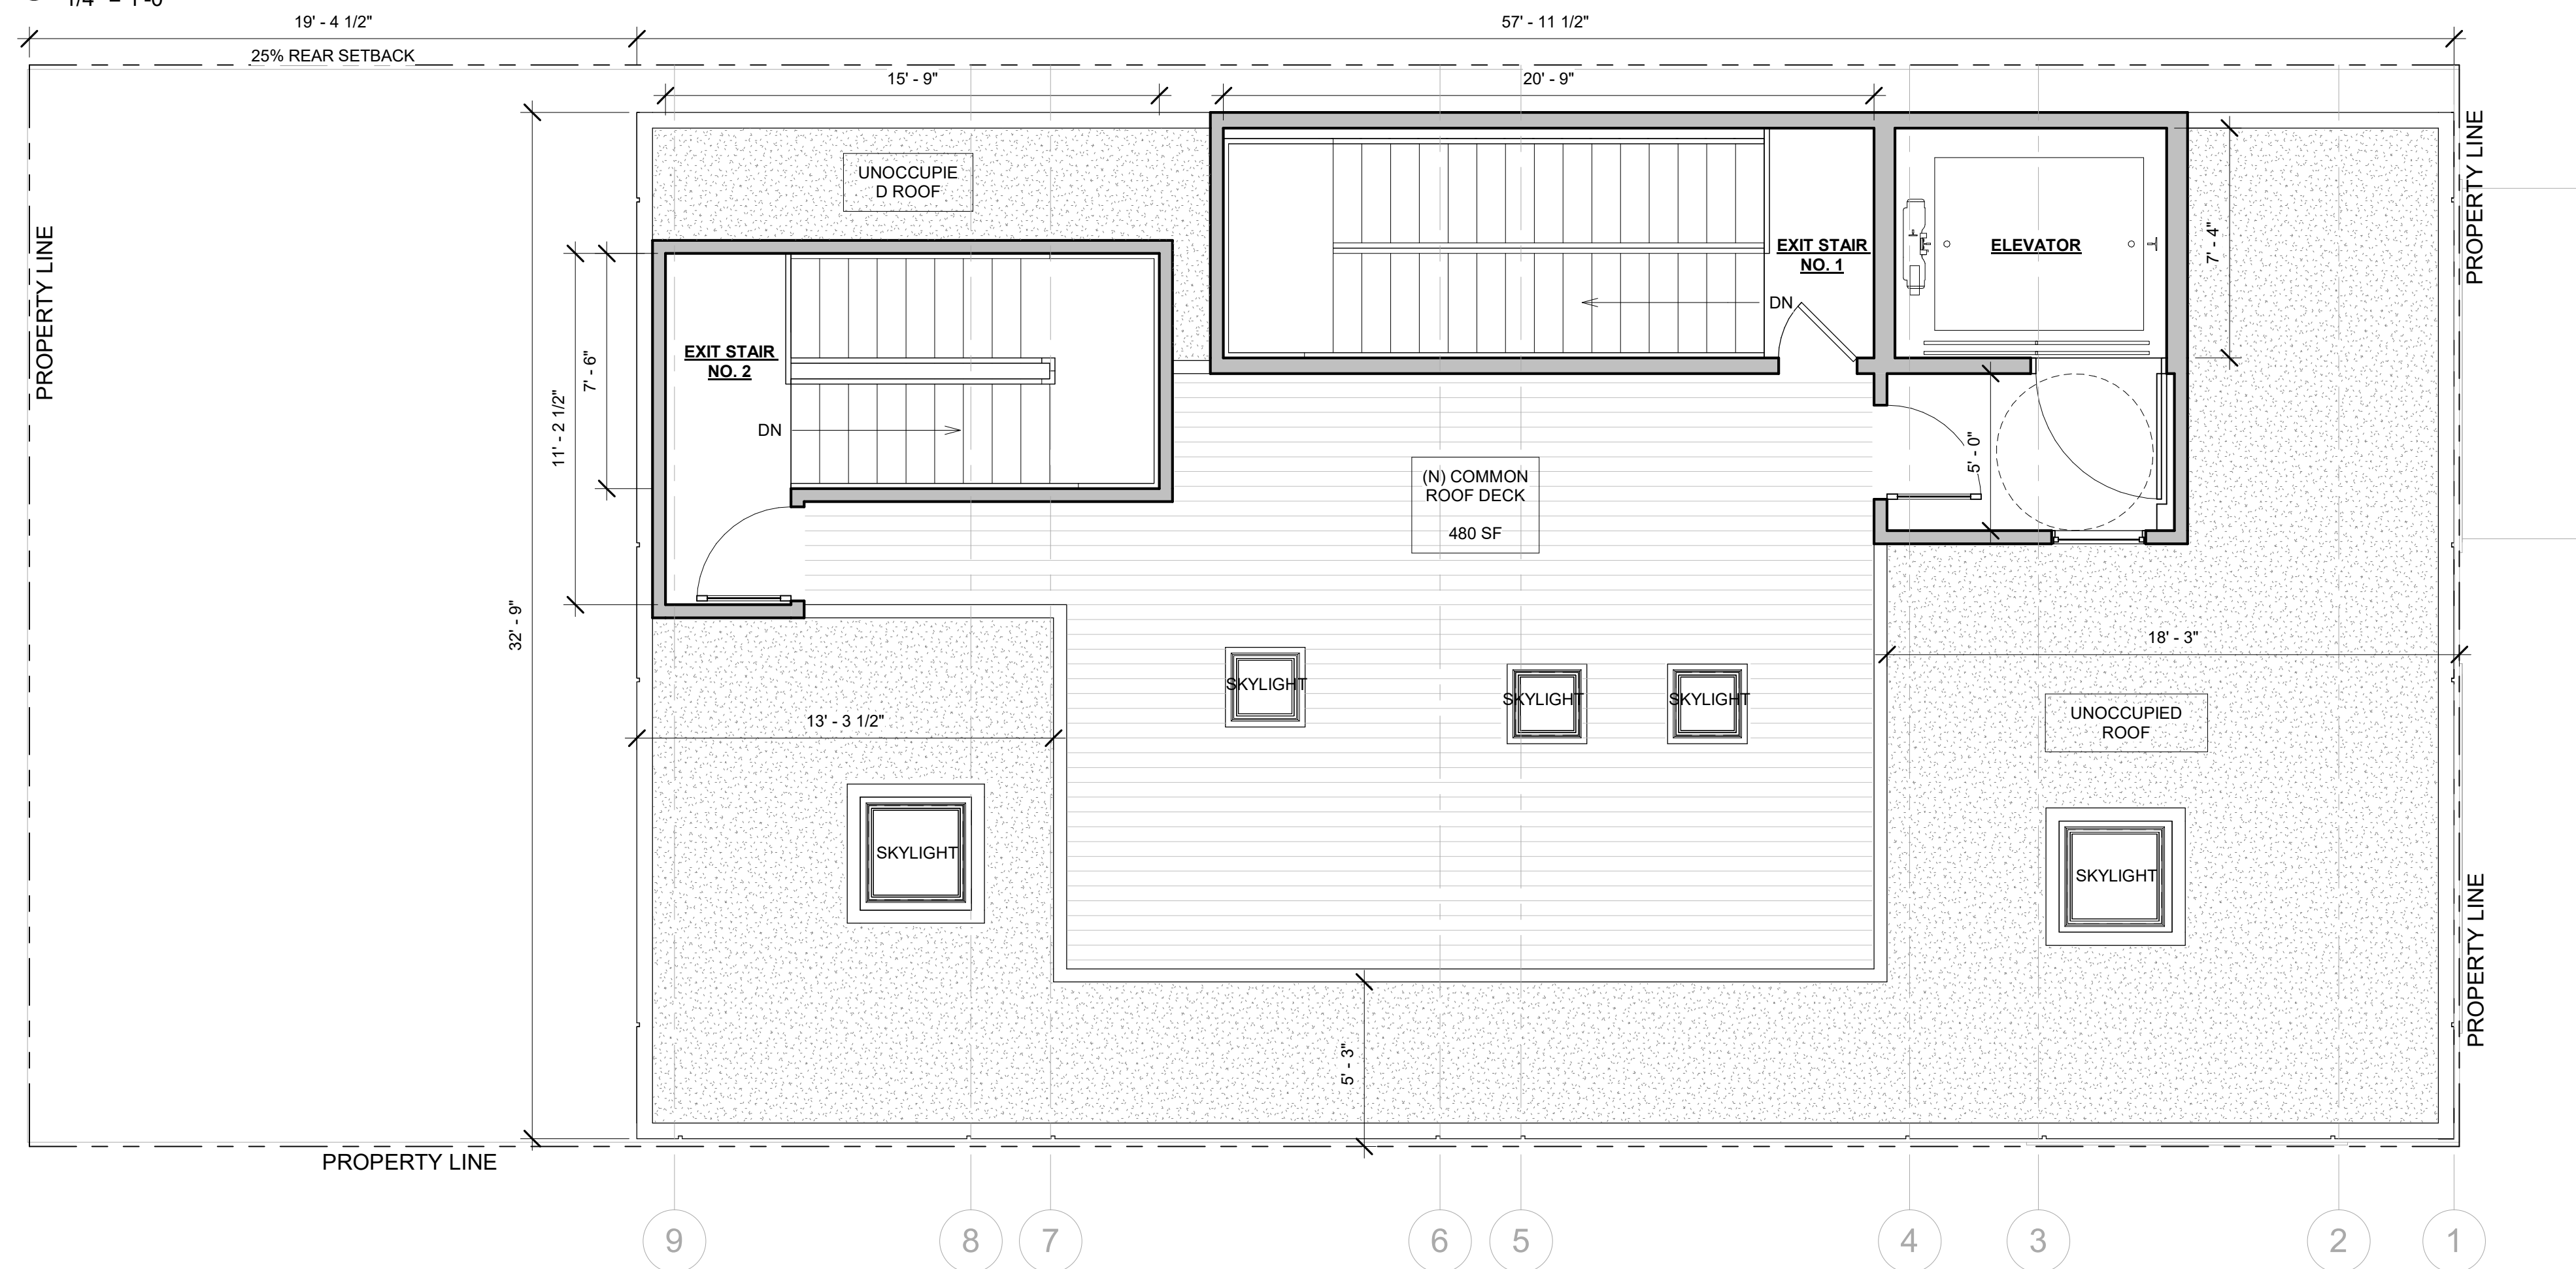 19' - 4 1/2"
57' - 11 1/2"
25% REAR SETBACK
15' - 9"
20' - 9"
PROPERTY LINE
PROPERTY LINE
UNOCCUPIE
D ROOF
EXIT STAIR
NO. 1
ELEVATOR
7' - 4"
DN
EXIT STAIR
NO. 2
7' - 6"
11' - 2 1/2"
DN
5' - 0"
(N) COMMON
ROOF DECK
480 SF
32' - 9"
18' - 3"
SKYLIGHT
SKYLIGHT
SKYLIGHT
13' - 3 1/2"
UNOCCUPIED
ROOF
SKYLIGHT
SKYLIGHT
PROPERTY LINE
5' - 3"
PROPERTY LINE
9
8
7
6
5
4
3
2
1